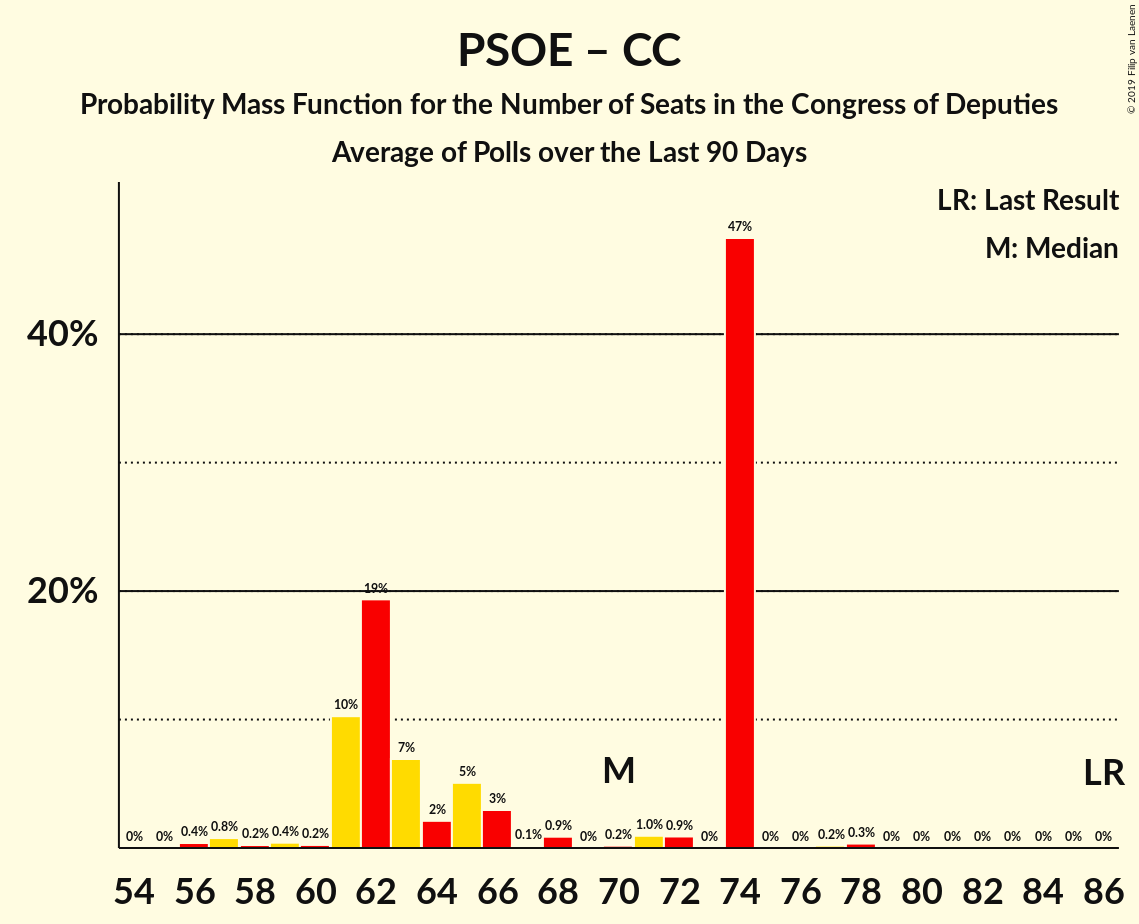 PSOE – CC
Probability Mass Function for the Number of Seats in the Congress of Deputies
Average of Polls over the Last 90 Days
© 2019 Filip van Laenen
LR: Last Result
M: Median
40%
20%
0% 0% 0.4% 0.8% 0.2% 0.4% 0.2% 10% 19% 7% 2% 5% 3% 0.1% 0.9% 0% 0.2% 1.0% 0.9% 0% 47% 0% 0% 0.2% 0.3% 0% 0% 0% 0% 0% 0% 0% 0%
M
LR
54 56 58 60 62 64 66 68 70 72 74 76 78 80 82 84 86